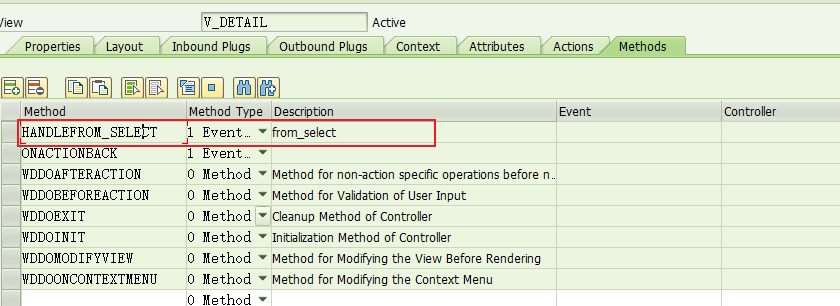 View V_DETAIL Active
Properties Layout Inbound Plugs Outbound Plugs Context Attributes Actions Methods
Method Method Type Description Event Controller
HANDLEFROM_SELECT 1 Event… from_select
ONACTIONBACK 1 Event…
WDDOAFTERACTION 0 Method Method for non-action specific operations before n…
WDDOBEFOREACTION 0 Method Method for Validation of User Input
WDDOEXIT 0 Method Cleanup Method of Controller
WDDOINIT 0 Method Initialization Method of Controller
WDDOMODIFYVIEW 0 Method Method for Modifying the View Before Rendering
WDDOONCONTEXTMENU 0 Method Method for Modifying the Context Menu
0 Method